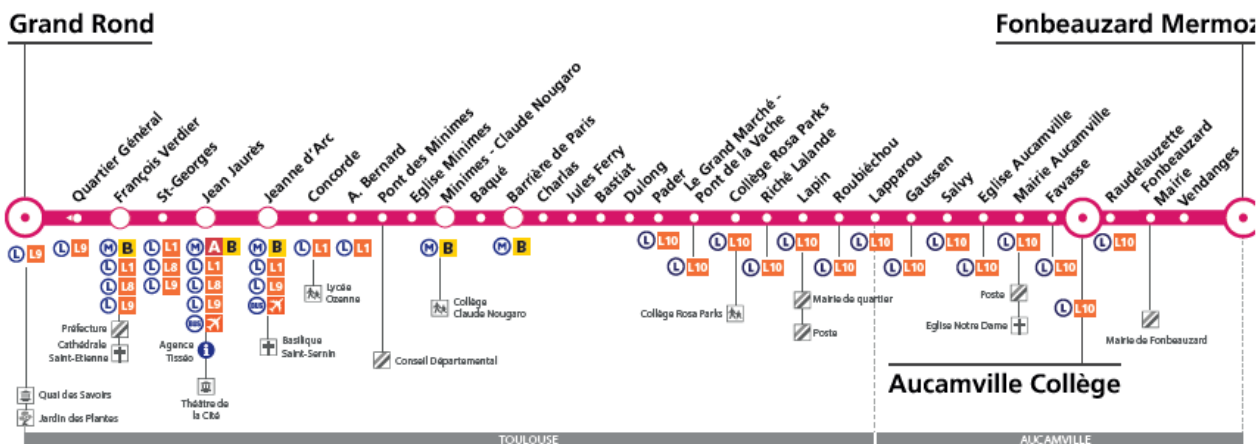 Grand Rond
Fonbeauzard Mermoz
Quartier Général
François Verdier
St-Georges
Jean Jaurès
Jeanne d'Arc
Concorde
A. Bernard
Pont des Minimes
Eglise Minimes
Minimes - Claude Nougaro
Baqué
Barrière de Paris
Charlas
Jules Ferry
Bastiat
Dulong
Pader
Le Grand Marché -
Pont de la Vache
Collège Rosa Parks
Riché Lalande
Lapin
Roubiéchou
Lapparou
Gaussen
Salvy
Eglise Aucamville
Mairie Aucamville
Favasse
Raudelauzette
Fonbeauzard
Mairie
Vendanges
L L9
L L9
M B
L L1
L L8
L L9
L L1
L L8
L L9
M A B
L L1
L L8
L L9
BUS
M B
L L1
L L9
BUS
L L1
L L1
M B
M B
L L10
L L10
L L10
L L10
L L10
L L10
L L10
L L10
L L10
L L10
L L10
L L10
L L10
L L10
Préfecture
Cathédrale
Saint-Etienne
Agence
Tisséo
i
Théâtre de
la Cité
Basilique
Saint-Sernin
Lycée
Ozenne
Conseil Départemental
Collège
Claude Nougaro
Collège Rosa Parks
Mairie de quartier
Poste
Poste
Eglise Notre Dame
Mairie de Fonbeauzard
Quai des Savoirs
Jardin des Plantes
Aucamville Collège
TOULOUSE
AUCAMVILLE